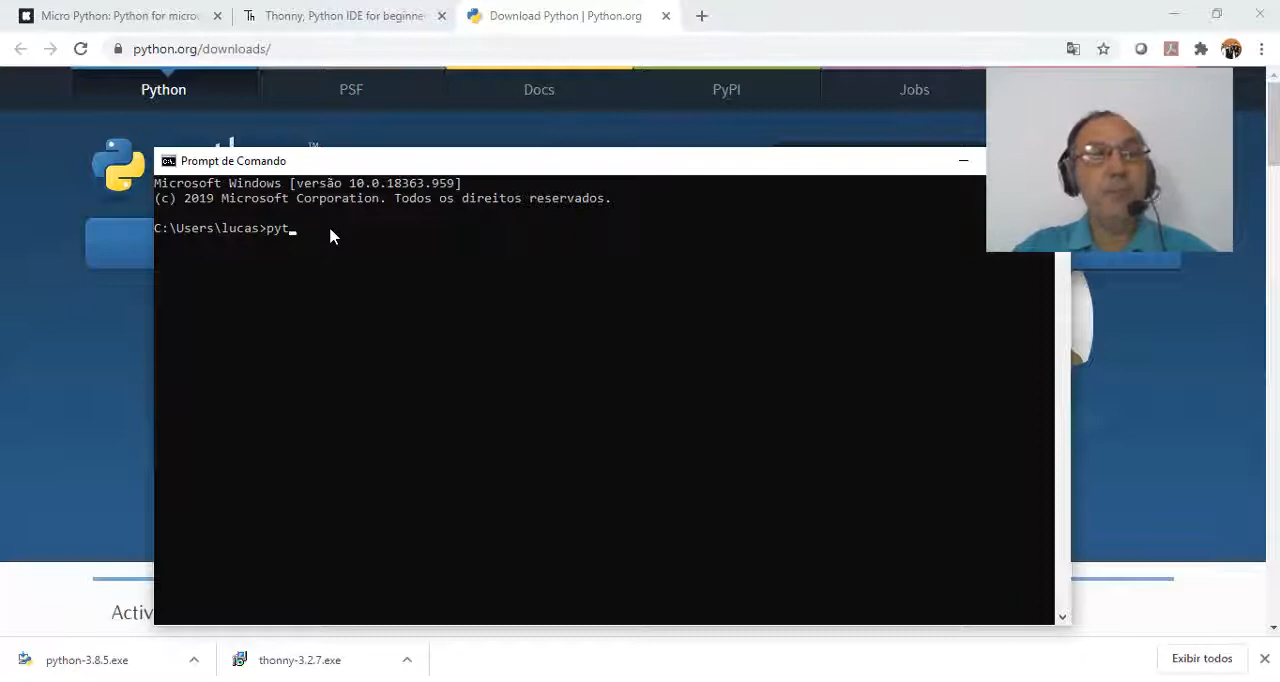 Micro Python: Python for micro
Thonny, Python IDE for beginne
Download Python | Python.org
python.org/downloads/
Python
PSF
Docs
PyPI
Jobs
TM
Prompt de Comando
Microsoft Windows [versão 10.0.18363.959]
(c) 2019 Microsoft Corporation. Todos os direitos reservados.
C:\Users\lucas>pyt_
Activ
python-3.8.5.exe
thonny-3.2.7.exe
Exibir todos